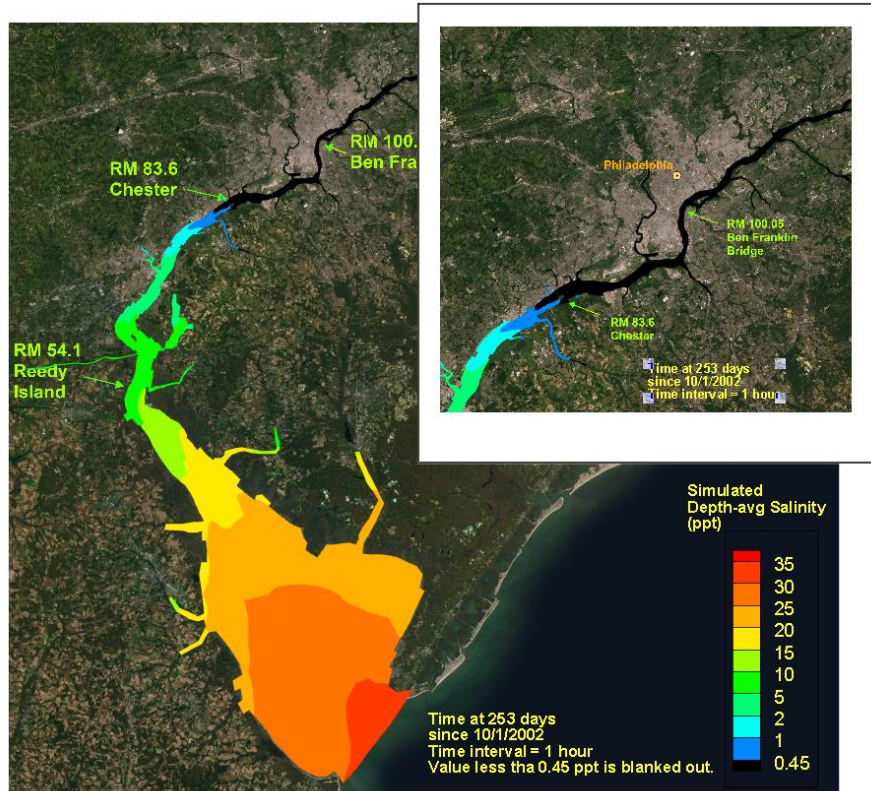 RM 100.
Ben Fra
RM 83.6
Chester
RM 54.1
Reedy
Island
Philadelphia
RM 100.05
Ben Franklin
Bridge
RM 83.6
Chester
Time at 253 days
since 10/1/2002
Time interval = 1 hour
Simulated
Depth-avg Salinity
(ppt)
35
30
25
20
15
10
5
2
1
0.45
Time at 253 days
since 10/1/2002
Time interval = 1 hour
Value less tha 0.45 ppt is blanked out.